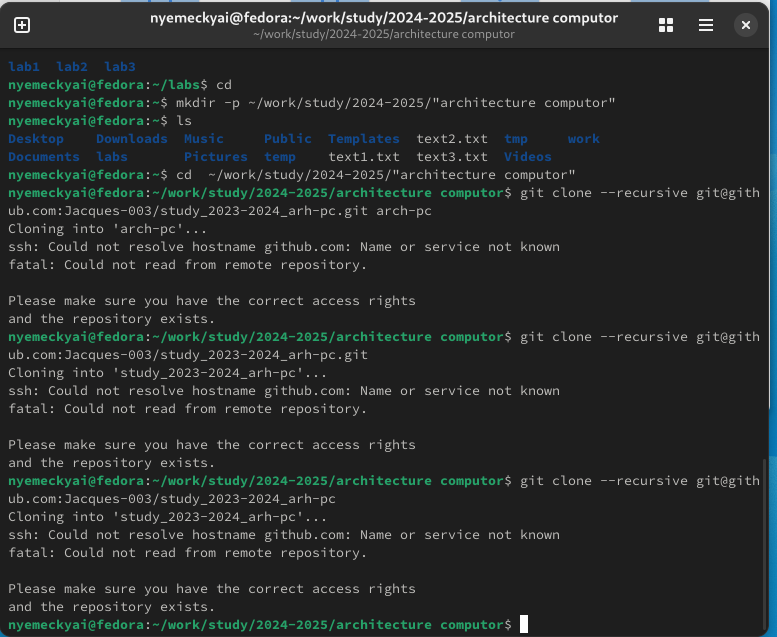 nyemeckyai@fedora:~/work/study/2024-2025/architecture computor
~/work/study/2024-2025/architecture computor
lab1  lab2  lab3
nyemeckyai@fedora:~/labs$ cd
nyemeckyai@fedora:~$ mkdir -p ~/work/study/2024-2025/"architecture computor"
nyemeckyai@fedora:~$ ls
Desktop    Downloads  Music     Public  Templates  text2.txt  tmp     work
Documents  labs       Pictures  temp    text1.txt  text3.txt  Videos
nyemeckyai@fedora:~$ cd  ~/work/study/2024-2025/"architecture computor"
nyemeckyai@fedora:~/work/study/2024-2025/architecture computor$ git clone --recursive git@gith
ub.com:Jacques-003/study_2023-2024_arh-pc.git arch-pc
Cloning into 'arch-pc'...
ssh: Could not resolve hostname github.com: Name or service not known
fatal: Could not read from remote repository.

Please make sure you have the correct access rights
and the repository exists.
nyemeckyai@fedora:~/work/study/2024-2025/architecture computor$ git clone --recursive git@gith
ub.com:Jacques-003/study_2023-2024_arh-pc.git
Cloning into 'study_2023-2024_arh-pc'...
ssh: Could not resolve hostname github.com: Name or service not known
fatal: Could not read from remote repository.

Please make sure you have the correct access rights
and the repository exists.
nyemeckyai@fedora:~/work/study/2024-2025/architecture computor$ git clone --recursive git@gith
ub.com:Jacques-003/study_2023-2024_arh-pc
Cloning into 'study_2023-2024_arh-pc'...
ssh: Could not resolve hostname github.com: Name or service not known
fatal: Could not read from remote repository.

Please make sure you have the correct access rights
and the repository exists.
nyemeckyai@fedora:~/work/study/2024-2025/architecture computor$